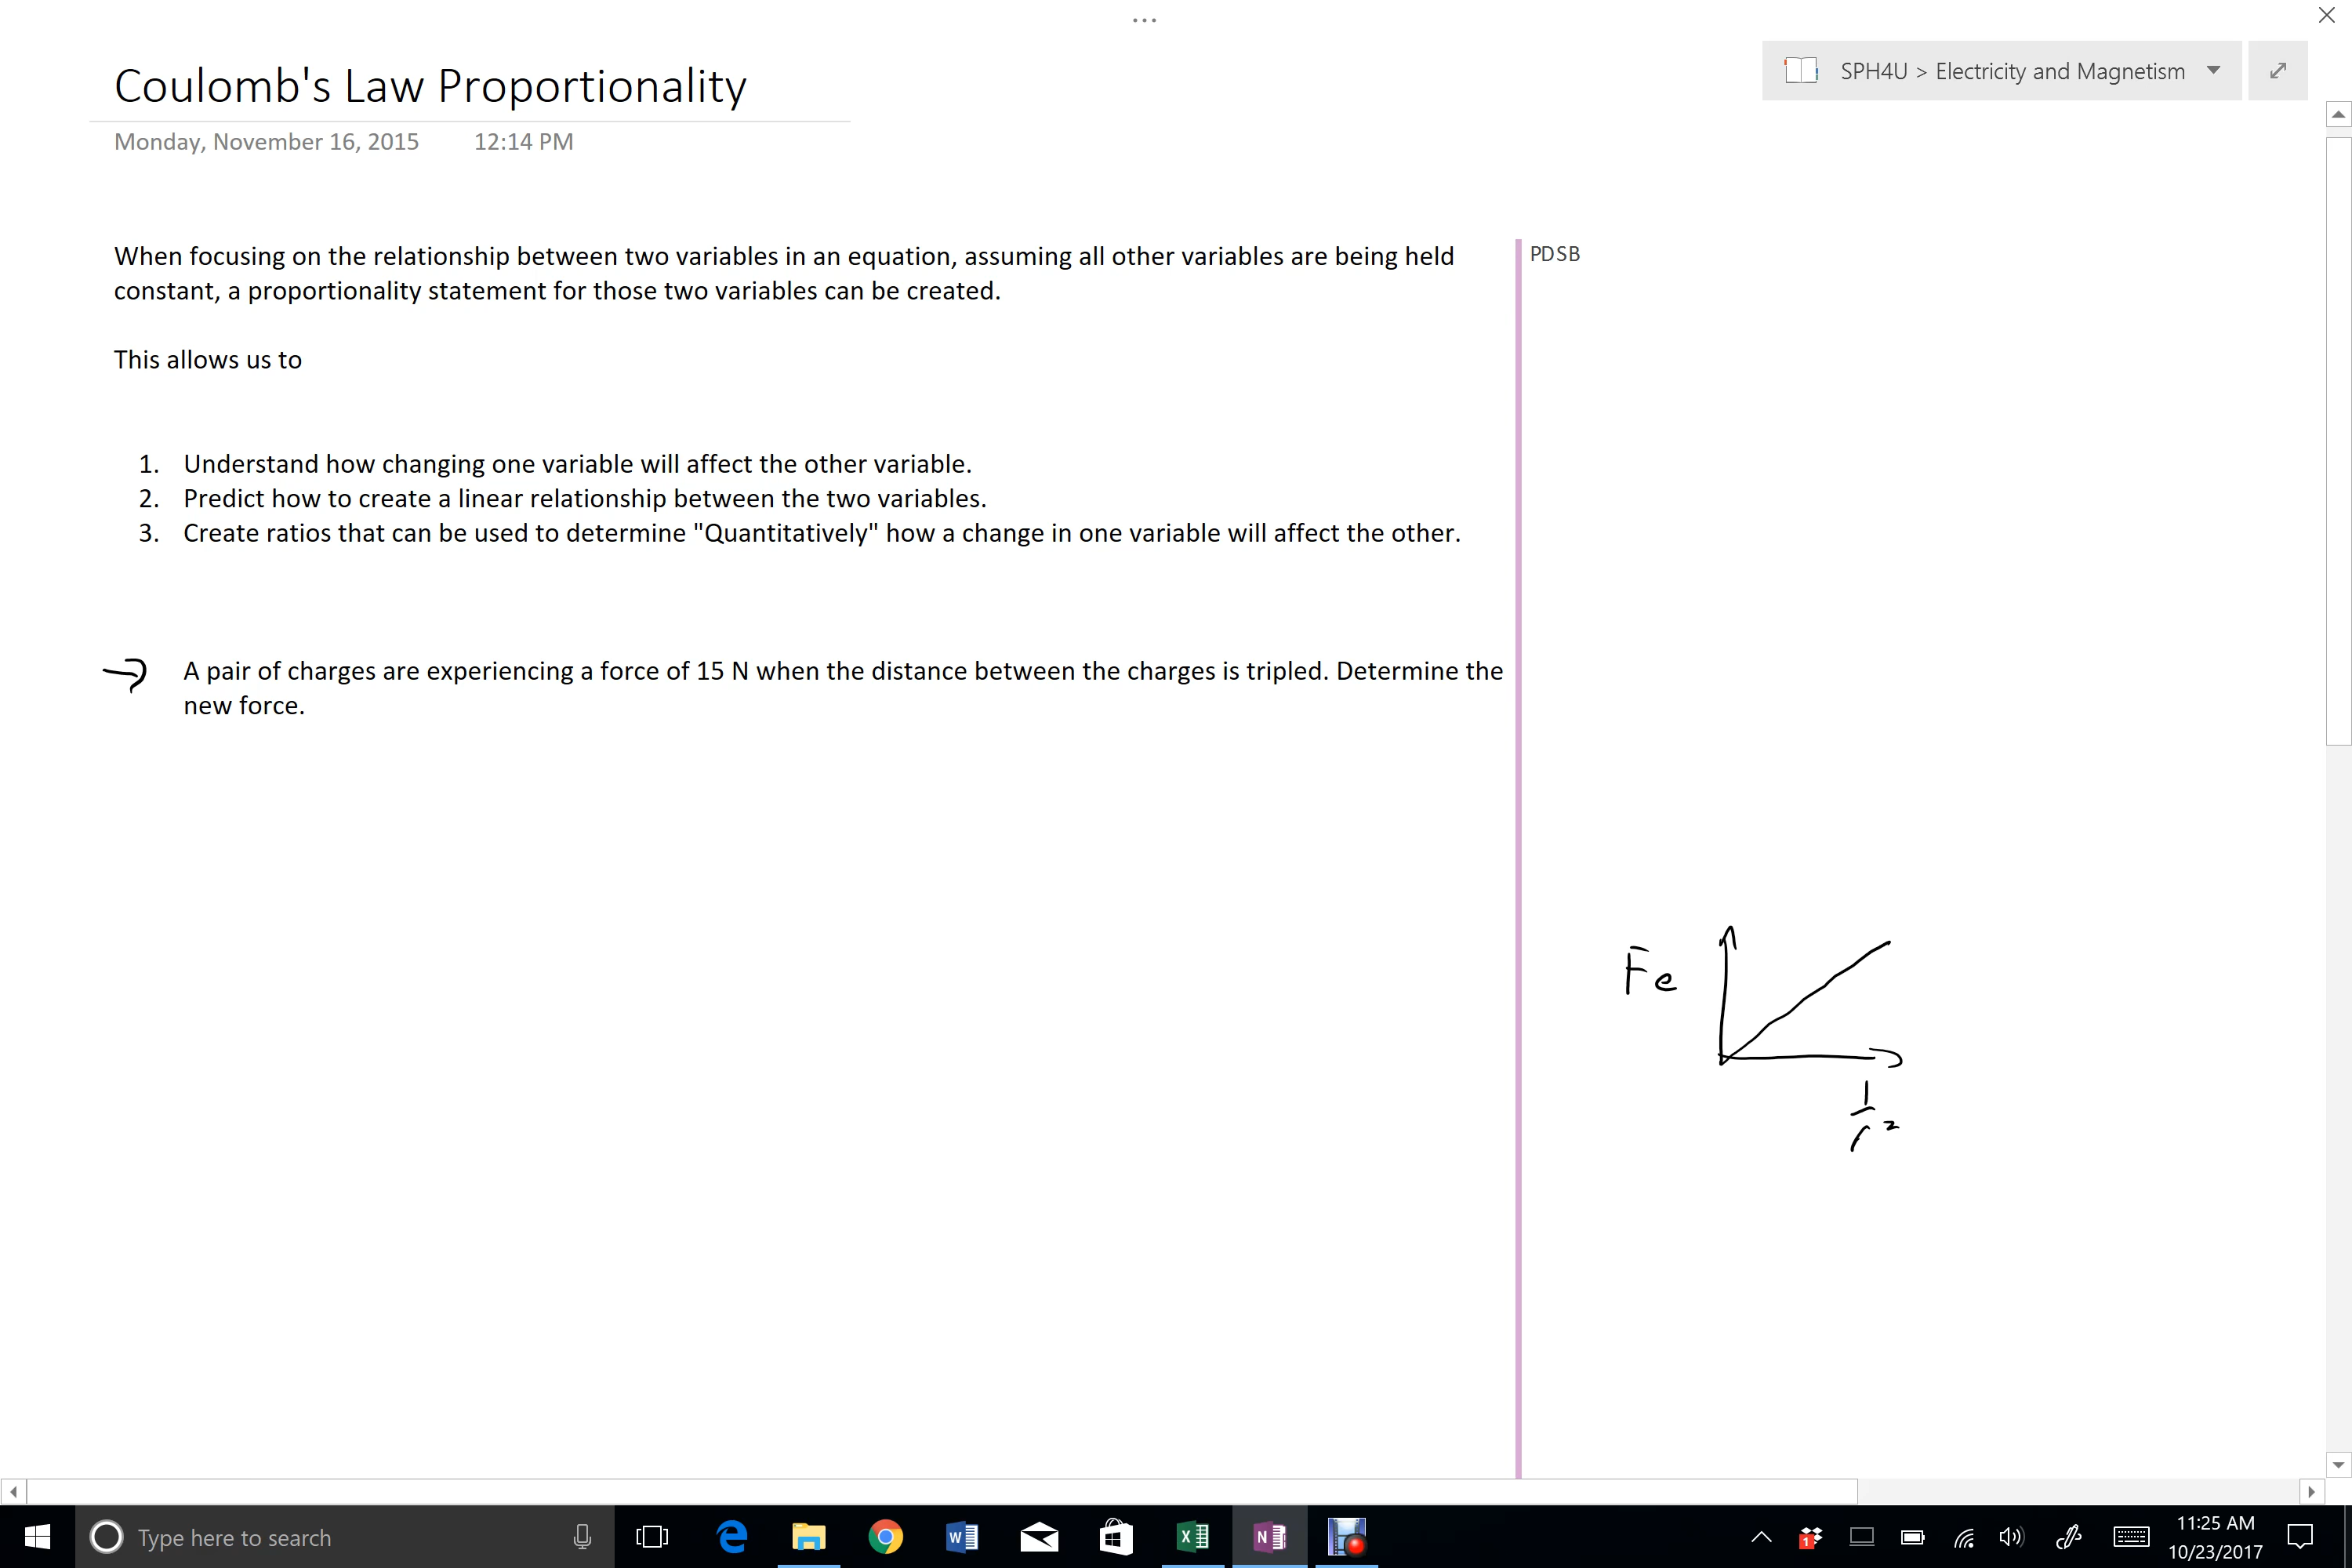 Coulomb's Law Proportionality
SPH4U > Electricity and Magnetism
Monday, November 16, 2015 12:14 PM
When focusing on the relationship between two variables in an equation, assuming all other variables are being held
constant, a proportionality statement for those two variables can be created.
PDSB
This allows us to
1. Understand how changing one variable will affect the other variable.
2. Predict how to create a linear relationship between the two variables.
3. Create ratios that can be used to determine "Quantitatively" how a change in one variable will affect the other.
A pair of charges are experiencing a force of 15 N when the distance between the charges is tripled. Determine the
new force.
Fe
1
r²
Type here to search
11:25 AM
10/23/2017